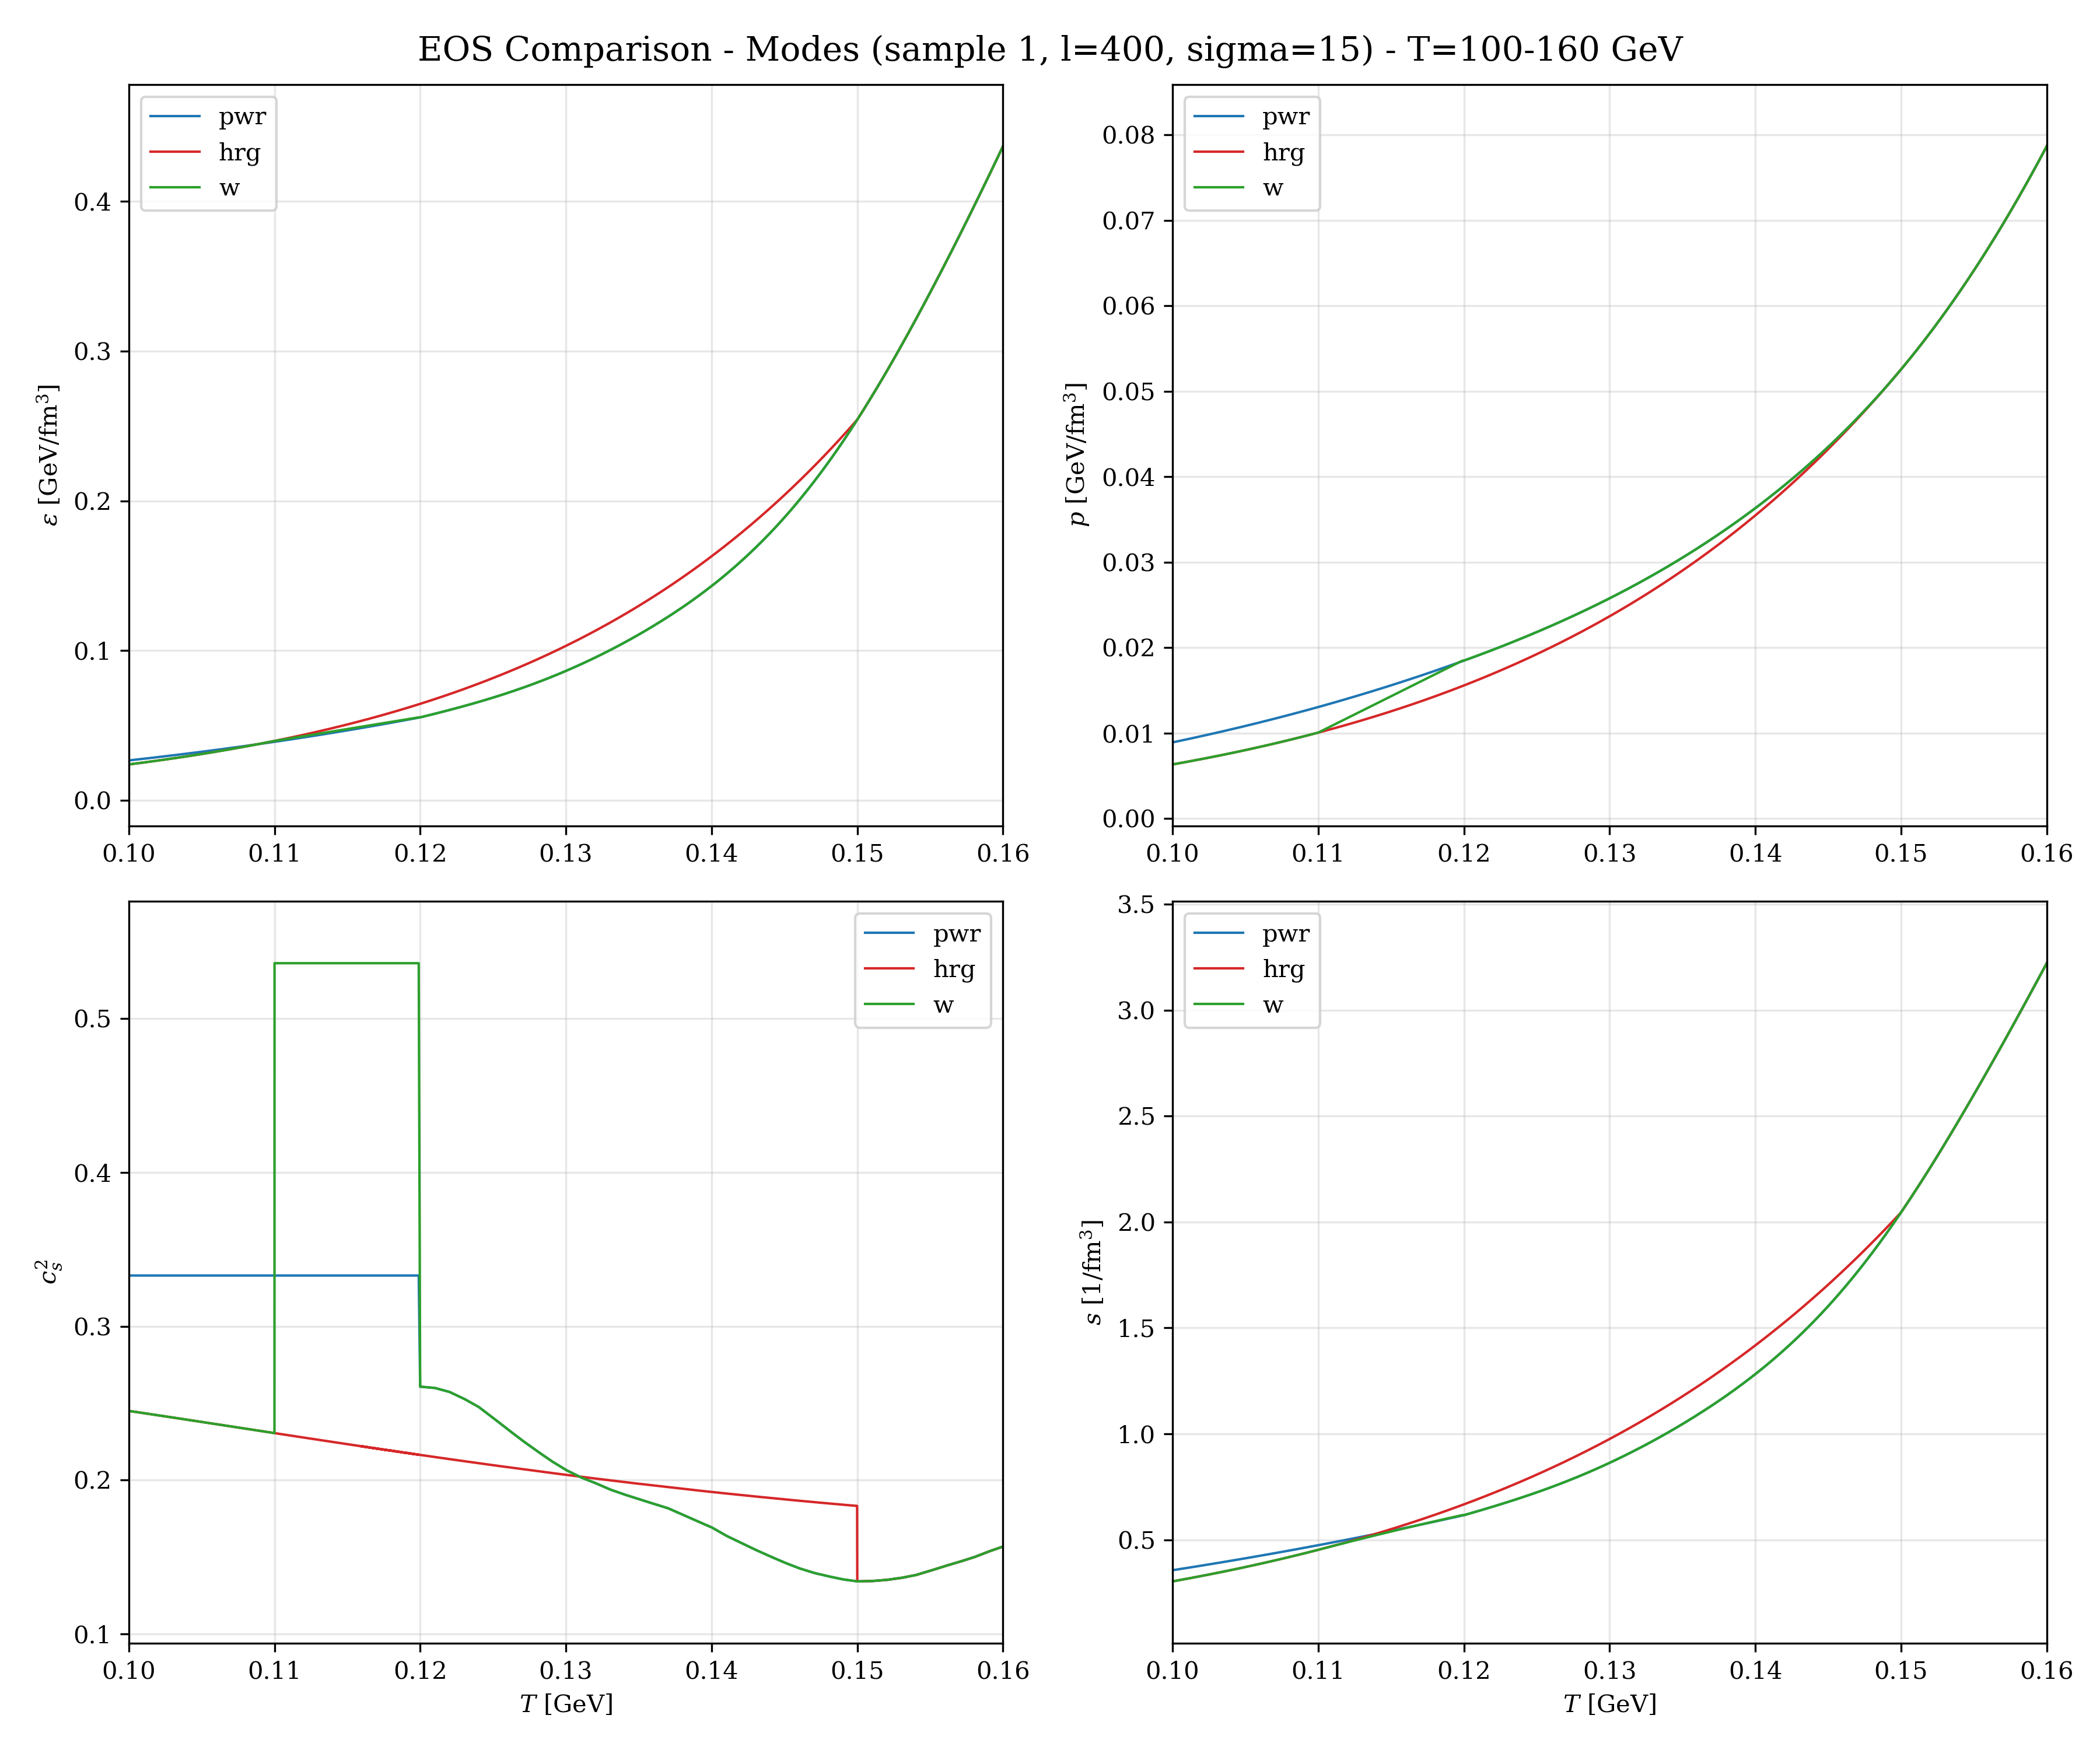 EOS Comparison - Modes (sample 1, l=400, sigma=15) - T=100-160 GeV
pwr
hrg
w
ε [GeV/fm³]
0.4
0.3
0.2
0.1
0.0
0.10 0.11 0.12 0.13 0.14 0.15 0.16
pwr
hrg
w
p [GeV/fm³]
0.08
0.07
0.06
0.05
0.04
0.03
0.02
0.01
0.00
0.10 0.11 0.12 0.13 0.14 0.15 0.16
pwr
hrg
w
c_s^2
0.5
0.4
0.3
0.2
0.1
0.10 0.11 0.12 0.13 0.14 0.15 0.16
T [GeV]
pwr
hrg
w
s [1/fm³]
3.5
3.0
2.5
2.0
1.5
1.0
0.5
0.10 0.11 0.12 0.13 0.14 0.15 0.16
T [GeV]